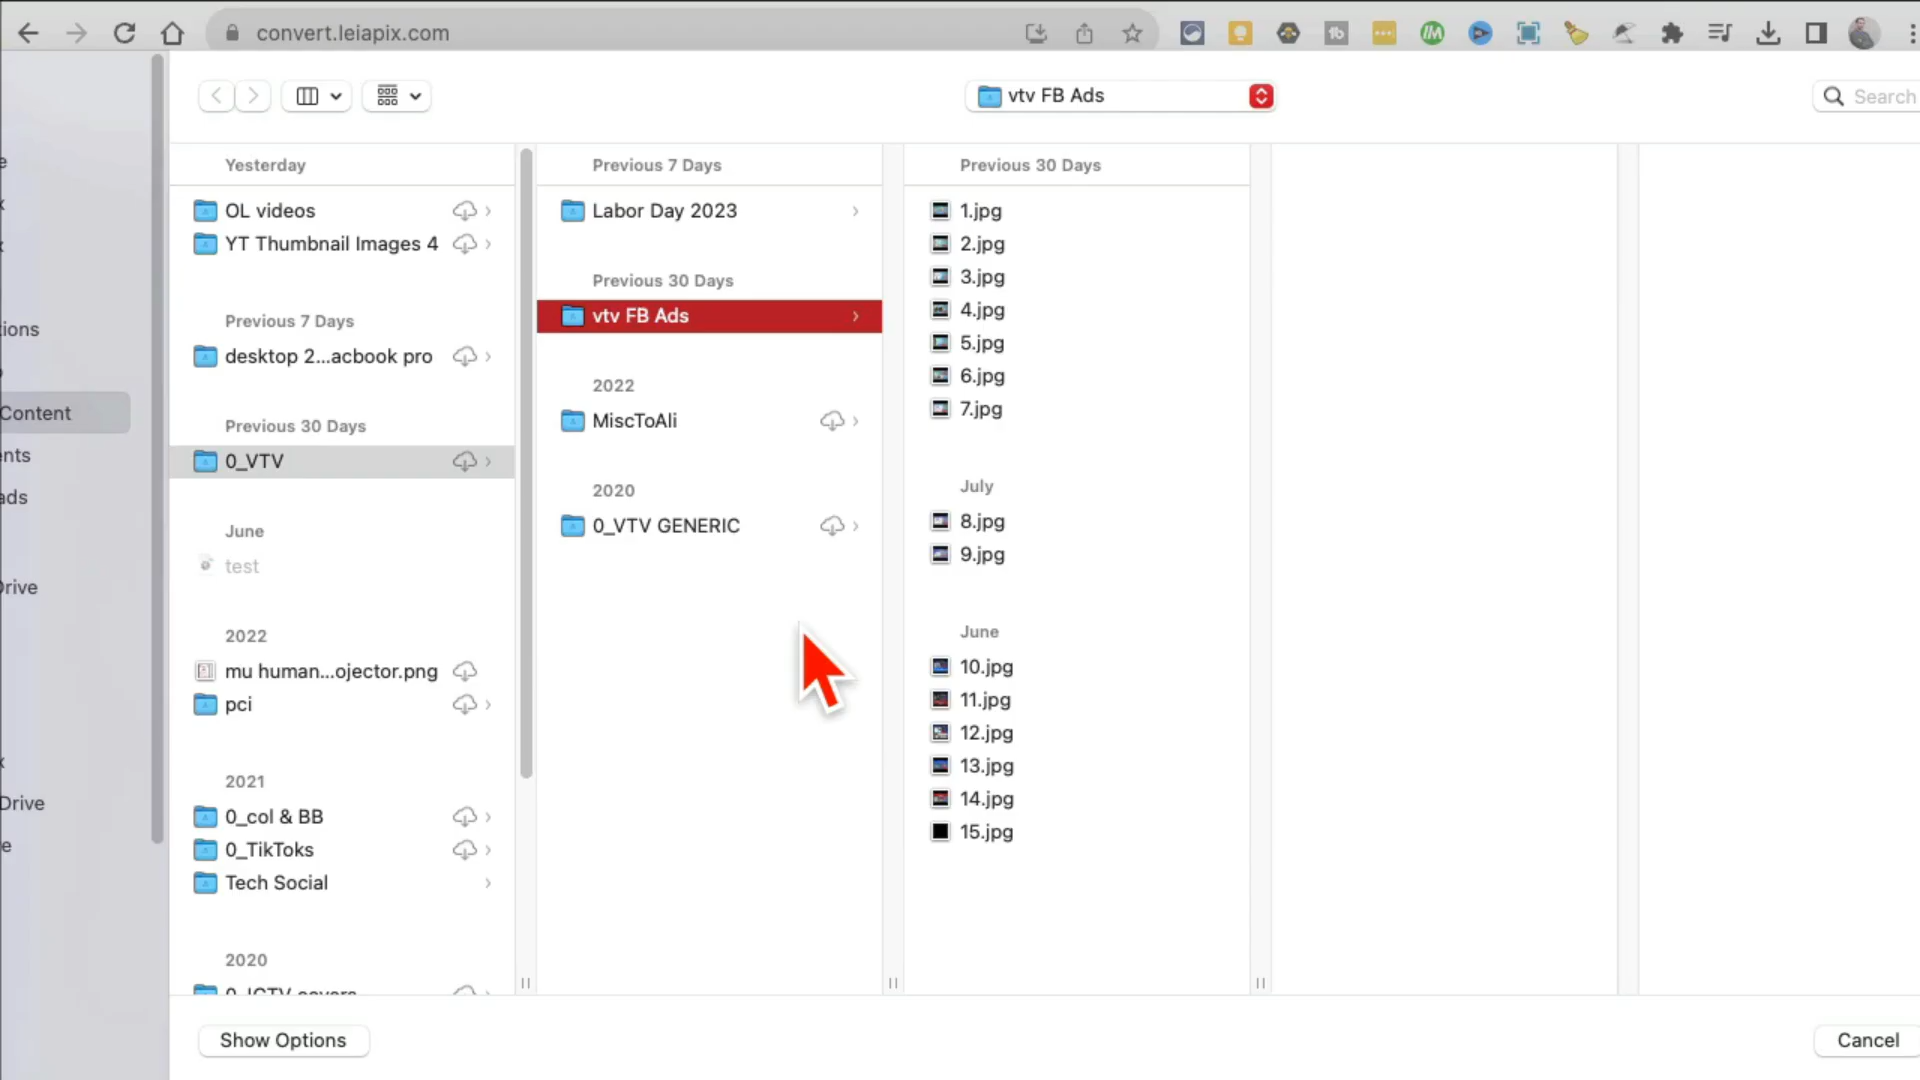 convert.leiapix.com
vtv FB Ads
Search
Yesterday
OL videos
YT Thumbnail Images 4
Previous 7 Days
desktop 2...acbook pro
Previous 30 Days
0_VTV
June
test
2022
mu human...ojector.png
pci
2021
0_col & BB
0_TikToks
Tech Social
2020
Previous 7 Days
Labor Day 2023
Previous 30 Days
vtv FB Ads
2022
MiscToAli
2020
0_VTV GENERIC
Previous 30 Days
1.jpg
2.jpg
3.jpg
4.jpg
5.jpg
6.jpg
7.jpg
July
8.jpg
9.jpg
June
10.jpg
11.jpg
12.jpg
13.jpg
14.jpg
15.jpg
e
x
x
ions
o
Content
nts
ads
Drive
x
Drive
e
Show Options
Cancel